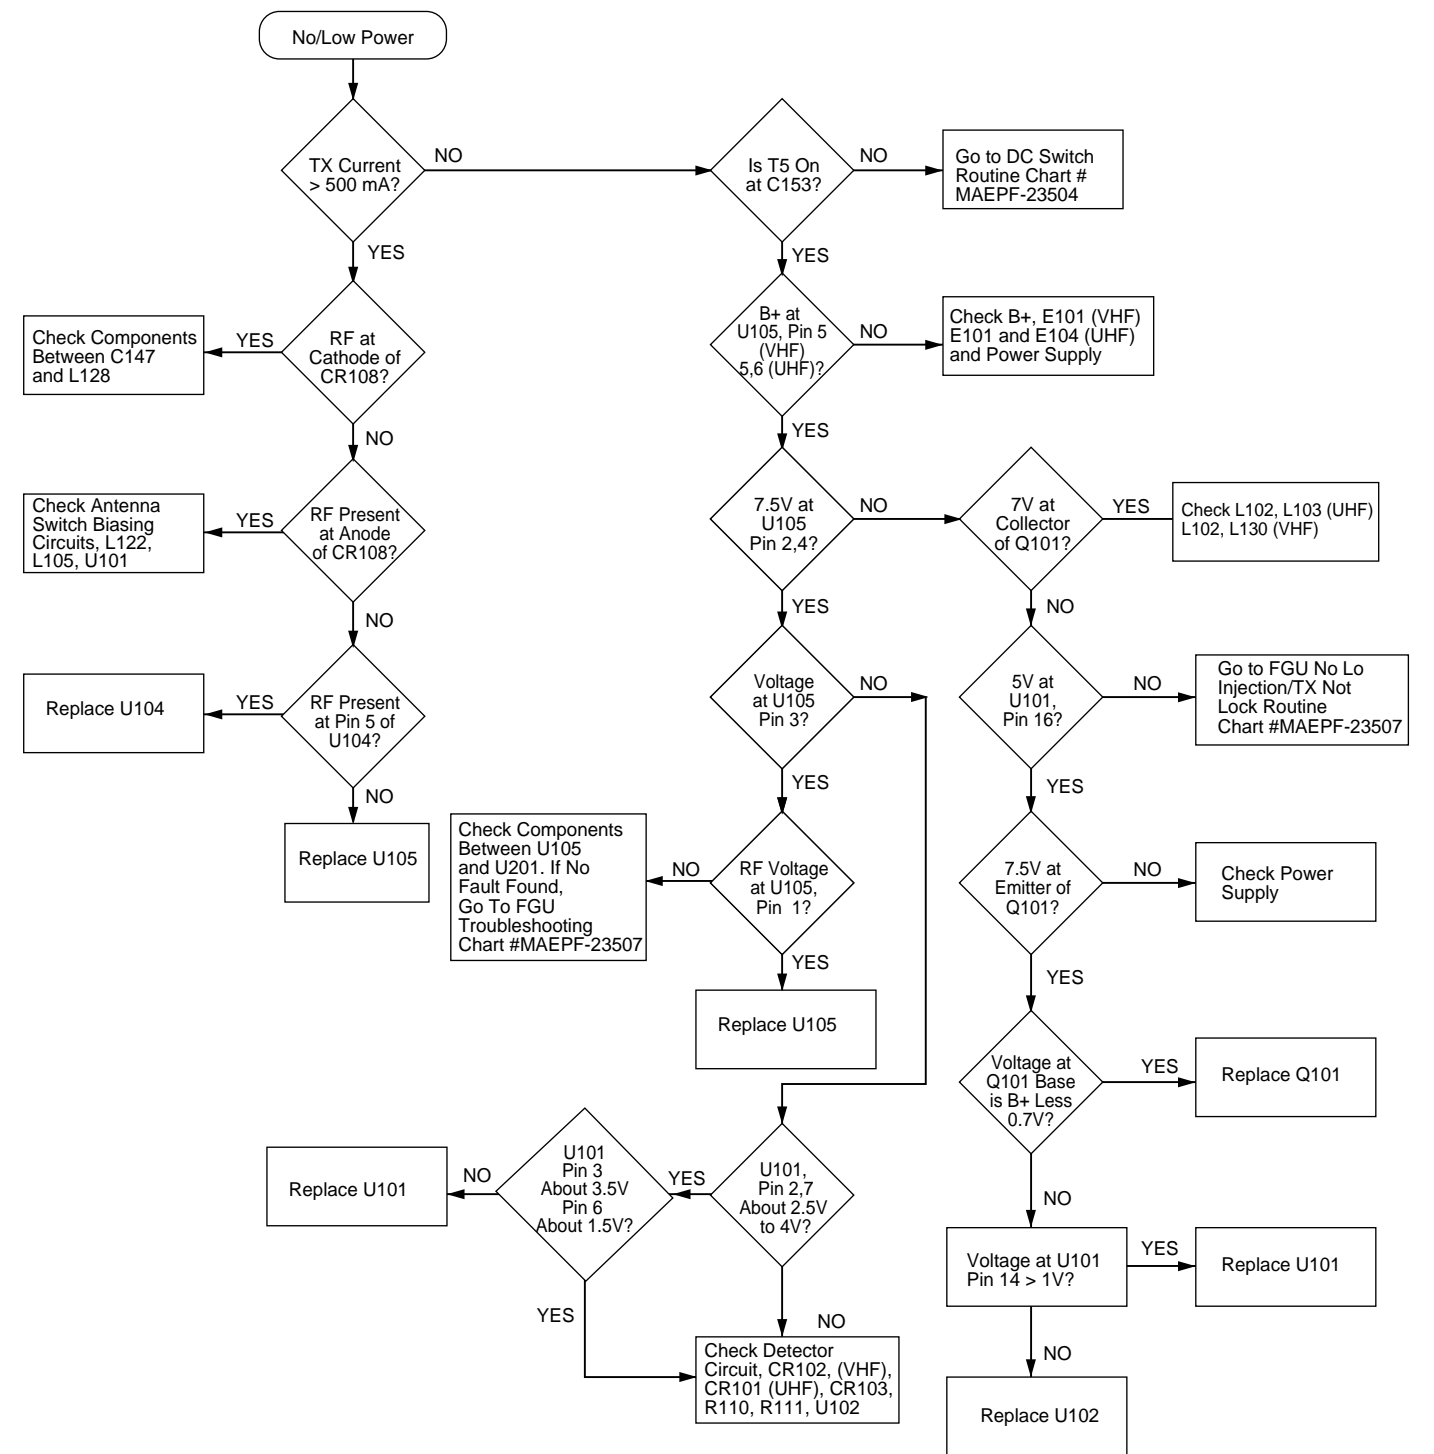 No/Low Power
TX Current
> 500 mA?
NO
YES
Is T5 On
at C153?
NO
YES
Go to DC Switch
Routine Chart #
MAEPF-23504
RF at
Cathode of
CR108?
YES
NO
Check Components
Between C147
and L128
B+ at
U105, Pin 5
(VHF)
5,6 (UHF)?
NO
YES
Check B+, E101 (VHF)
E101 and E104 (UHF)
and Power Supply
RF Present
at Anode
of CR108?
YES
NO
Check Antenna
Switch Biasing
Circuits, L122,
L105, U101
7.5V at
U105
Pin 2,4?
NO
YES
7V at
Collector
of Q101?
YES
NO
Check L102, L103 (UHF)
L102, L130 (VHF)
RF Present
at Pin 5 of
U104?
YES
NO
Replace U104
Replace U105
Voltage
at U105
Pin 3?
NO
YES
5V at
U101,
Pin 16?
NO
YES
Go to FGU No Lo
Injection/TX Not
Lock Routine
Chart #MAEPF-23507
Check Components
Between U105
and U201. If No
Fault Found,
Go To FGU
Troubleshooting
Chart #MAEPF-23507
NO
RF Voltage
at U105,
Pin 1?
YES
Replace U105
7.5V at
Emitter of
Q101?
NO
YES
Check Power
Supply
Voltage at
Q101 Base
is B+ Less
0.7V?
YES
NO
Replace Q101
Replace U101
NO
U101
Pin 3
About 3.5V
Pin 6
About 1.5V?
YES
YES
U101,
Pin 2,7
About 2.5V
to 4V?
NO
Check Detector
Circuit, CR102, (VHF),
CR101 (UHF), CR103,
R110, R111, U102
Voltage at U101
Pin 14 > 1V?
YES
NO
Replace U101
Replace U102